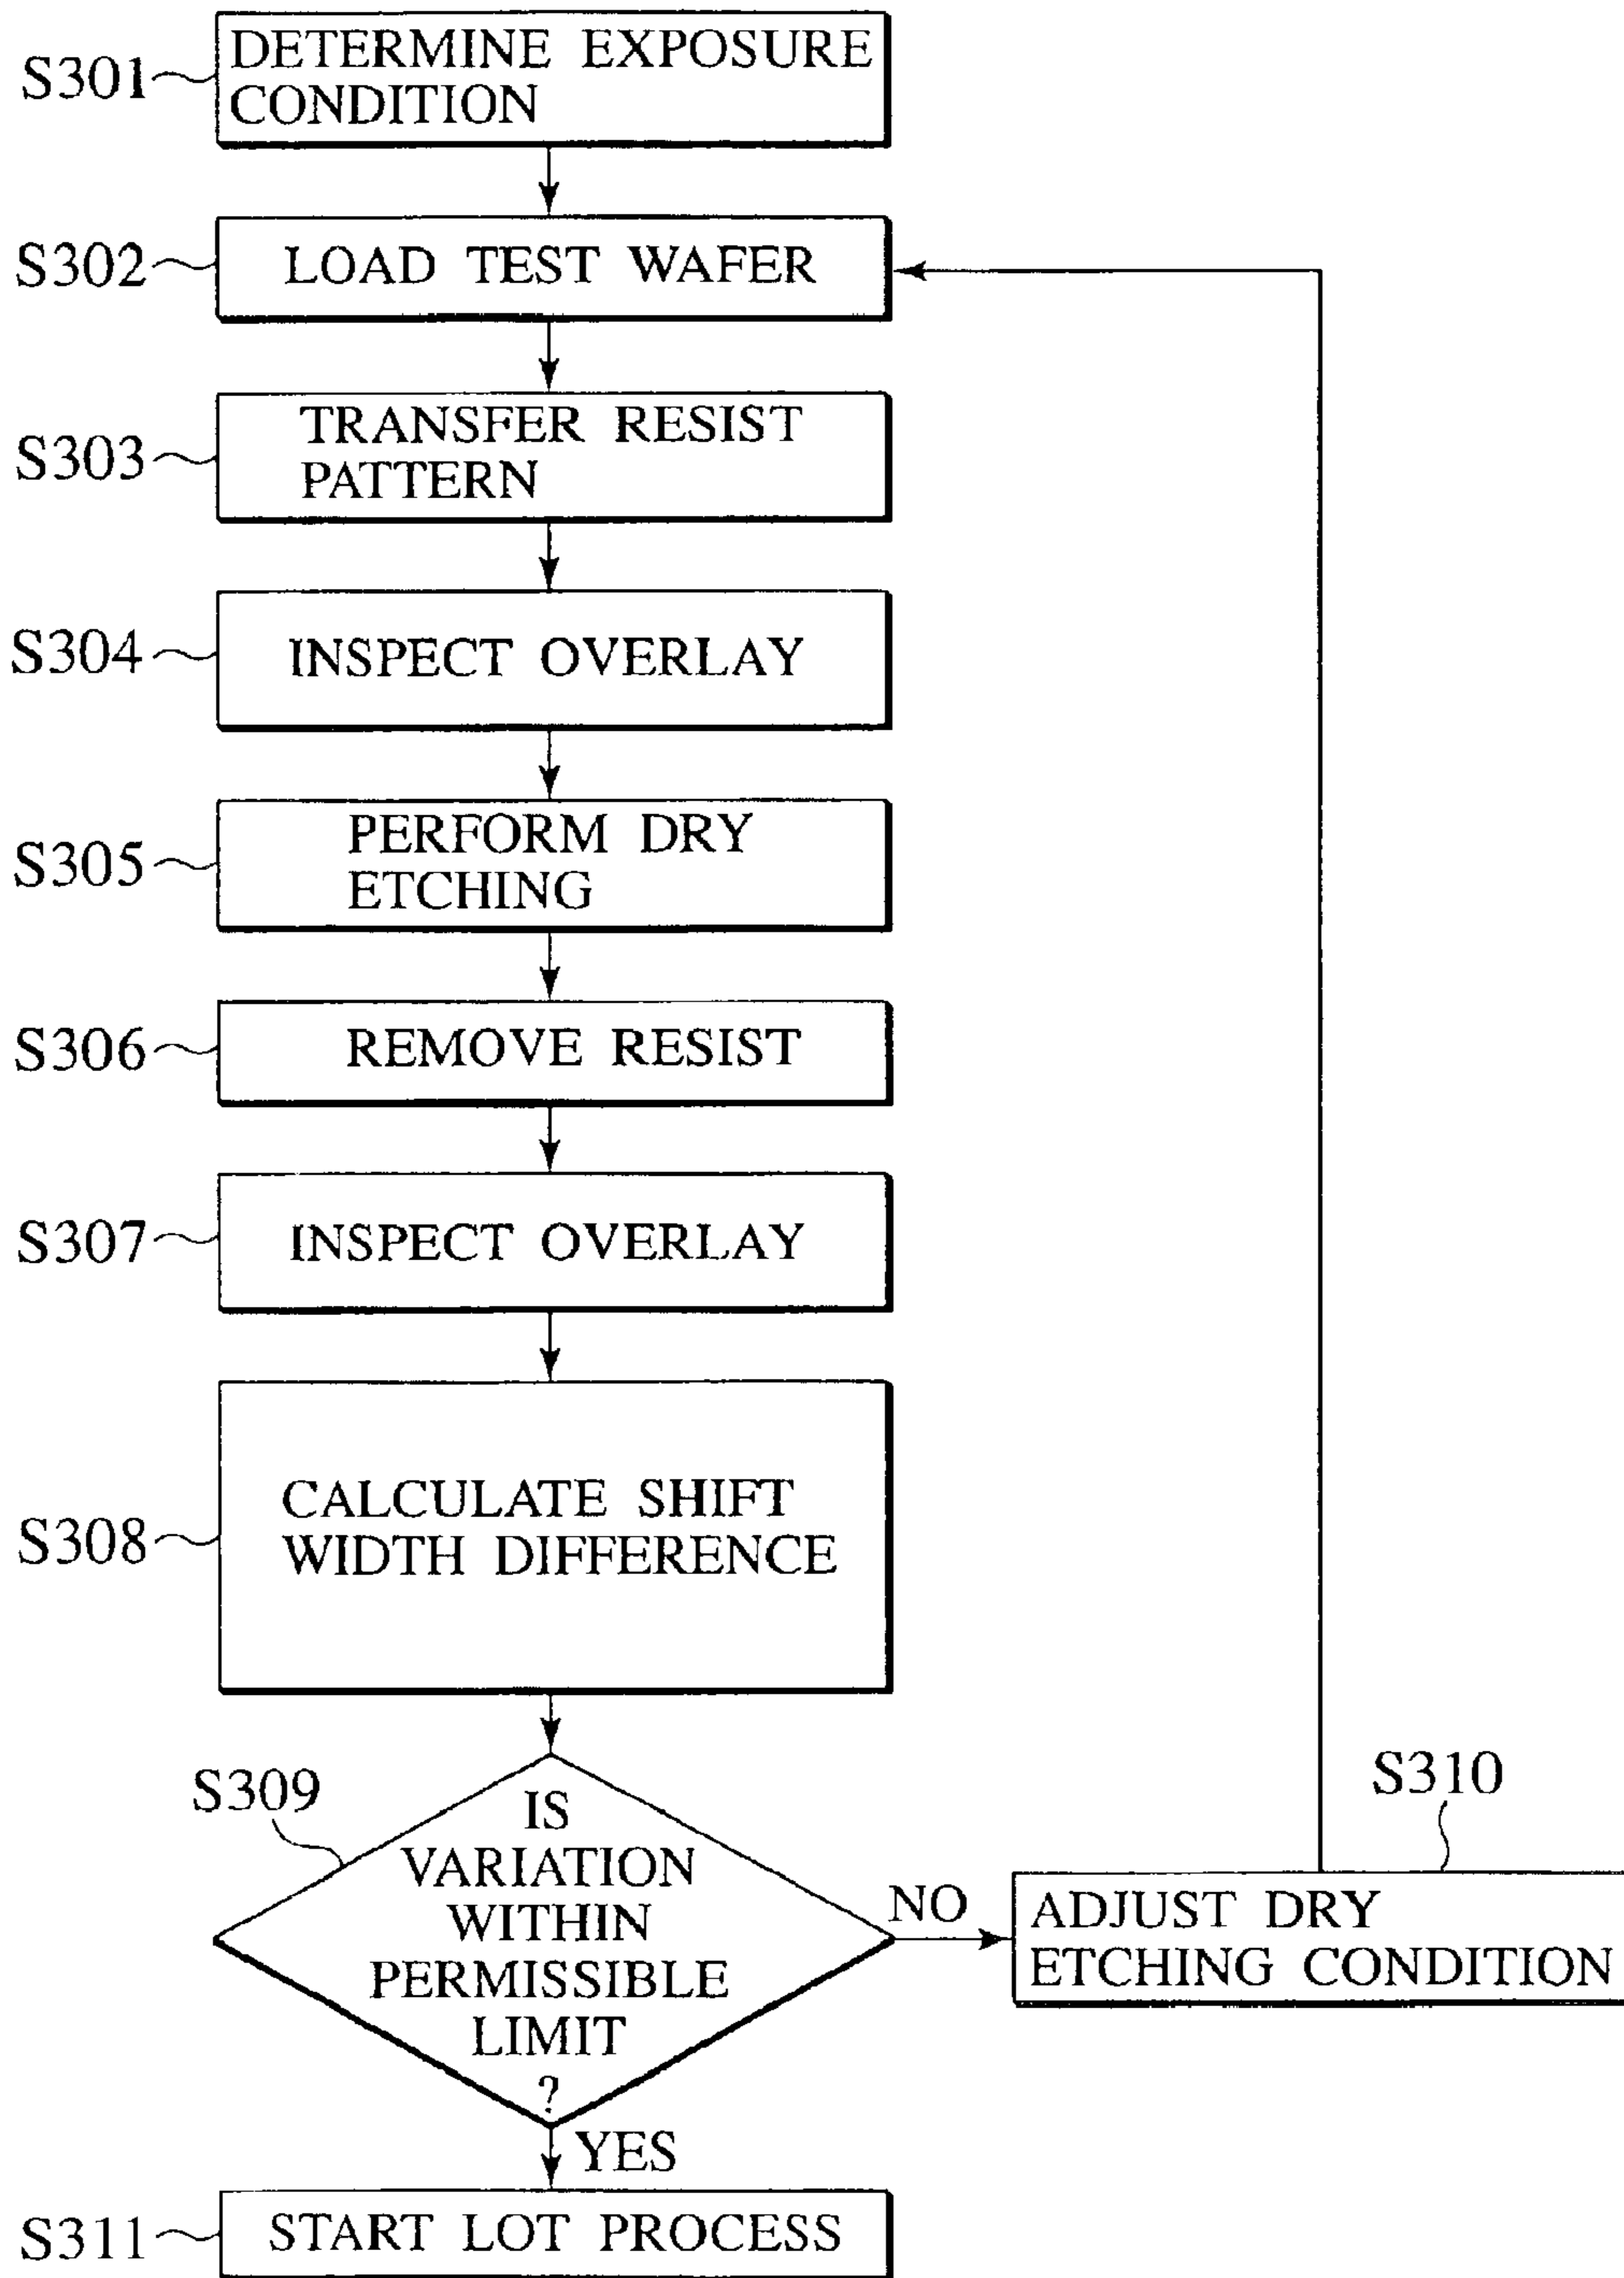 S301
DETERMINE EXPOSURE
CONDITION
S302
LOAD TEST WAFER
S303
TRANSFER RESIST
PATTERN
S304
INSPECT OVERLAY
S305
PERFORM DRY
ETCHING
S306
REMOVE RESIST
S307
INSPECT OVERLAY
S308
CALCULATE SHIFT
WIDTH DIFFERENCE
S309
IS
VARIATION
WITHIN
PERMISSIBLE
LIMIT
?
NO
S310
ADJUST DRY
ETCHING CONDITION
YES
S311
START LOT PROCESS